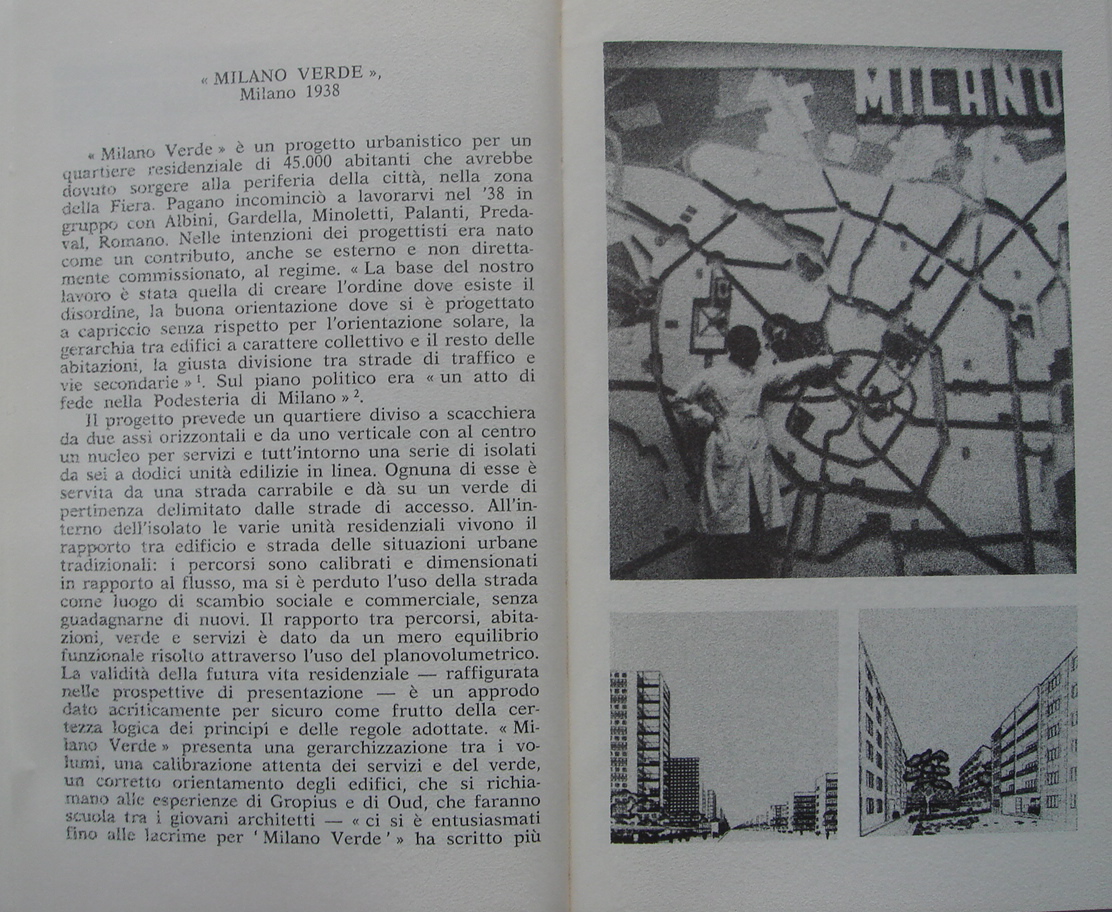 « MILANO VERDE »,
Milano 1938
« Milano Verde » è un progetto urbanistico per un
quartiere residenziale di 45.000 abitanti che avrebbe
dovuto sorgere alla periferia della città, nella zona
della Fiera. Pagano incominciò a lavorarvi nel '38 in
gruppo con Albini, Gardella, Minoletti, Palanti, Preda-
val, Romano. Nelle intenzioni dei progettisti era nato
come un contributo, anche se esterno e non diretta-
mente commissionato, al regime. « La base del nostro
lavoro è stata quella di creare l'ordine dove esiste il
disordine, la buona orientazione dove si è progettato
a capriccio senza rispetto per l'orientazione solare, la
gerarchia tra edifici a carattere collettivo e il resto delle
abitazioni, la giusta divisione tra strade di traffico e
vie secondarie » ¹. Sul piano politico era « un atto di
fede nella Podesteria di Milano » ².
Il progetto prevede un quartiere diviso a scacchiera
da due assi orizzontali e da uno verticale con al centro
un nucleo per servizi e tutt'intorno una serie di isolati
da sei a dodici unità edilizie in linea. Ognuna di esse è
servita da una strada carrabile e dà su un verde di
pertinenza delimitato dalle strade di accesso. All'in-
terno dell'isolato le varie unità residenziali vivono il
rapporto tra edificio e strada delle situazioni urbane
tradizionali: i percorsi sono calibrati e dimensionati
in rapporto al flusso, ma si è perduto l'uso della strada
come luogo di scambio sociale e commerciale, senza
guadagnarne di nuovi. Il rapporto tra percorsi, abita-
zioni, verde e servizi è dato da un mero equilibrio
funzionale risolto attraverso l'uso del planovolumetrico.
La validità della futura vita residenziale — raffigurata
nelle prospettive di presentazione — è un approdo
dato acriticamente per sicuro come frutto della cer-
tezza logica dei principi e delle regole adottate. « Mi-
lano Verde » presenta una gerarchizzazione tra i vo-
lumi, una calibrazione attenta dei servizi e del verde,
un corretto orientamento degli edifici, che si richia-
mano alle esperienze di Gropius e di Oud, che faranno
scuola tra i giovani architetti — « ci si è entusiasmati
fino alle lacrime per ' Milano Verde ' » ha scritto più
MILANO